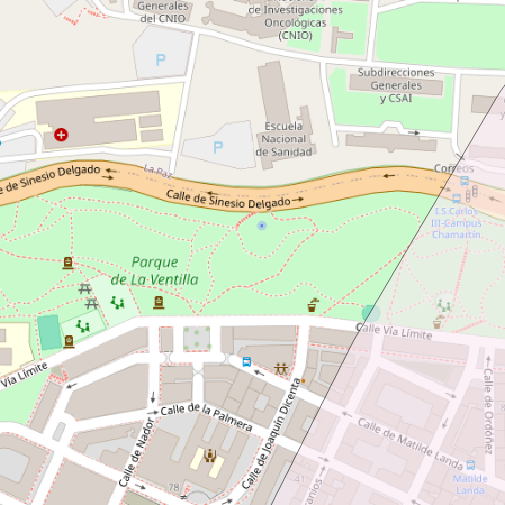 Generales
del CNIO
de Investigaciones
Oncológicas
(CNIO)
P
Subdirecciones
Generales
y CSAI
Escuela
Nacional
de Sanidad
P
La Paz
Correos
e de Sinesio Delgado
Calle de Sinesio Delgado
I.S.Carlos
III-Campus
Chamartín
Parque
de La Ventilla
Calle Vía Límite
Vía Límite
Calle de la Palmera
Calle de Nador
Calle de Joaquín Dicenta
Calle de Matilde Landa
Calle de Ordóñez
Matilde
Landa
78
41